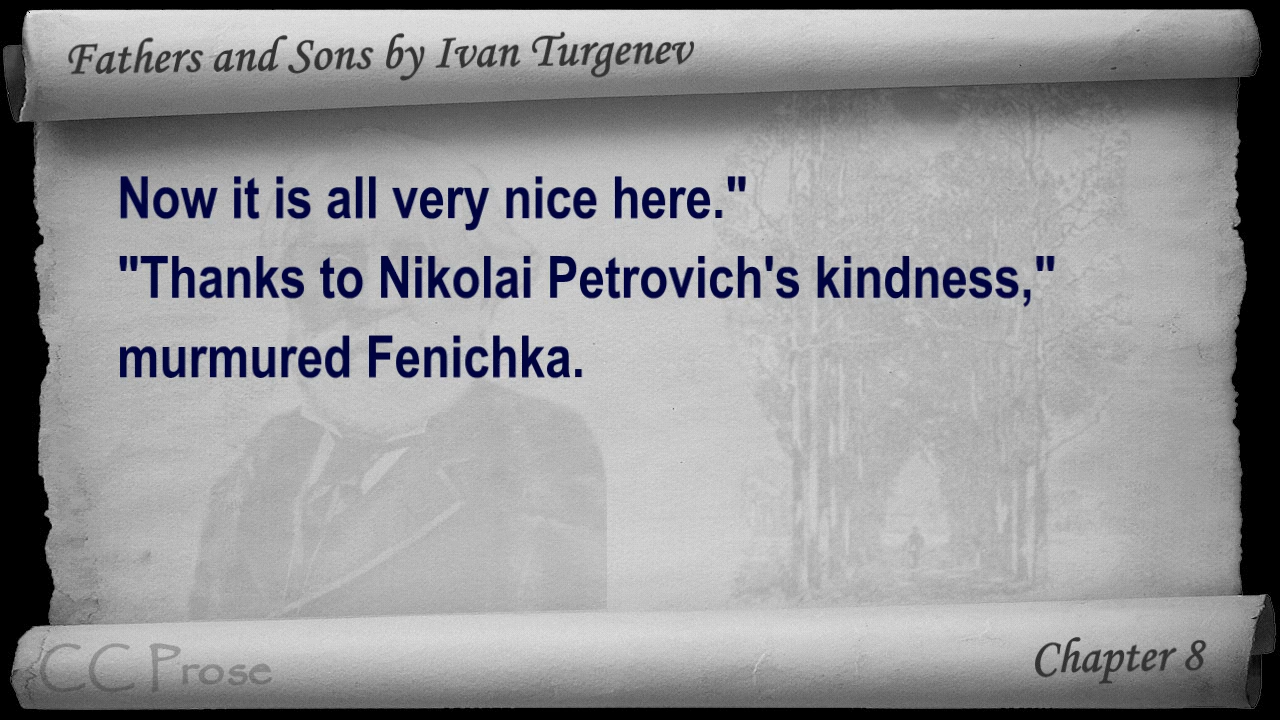 Fathers and Sons by Ivan Turgenev
Now it is all very nice here."
"Thanks to Nikolai Petrovich's kindness,"
murmured Fenichka.
CC Prose
Chapter 8